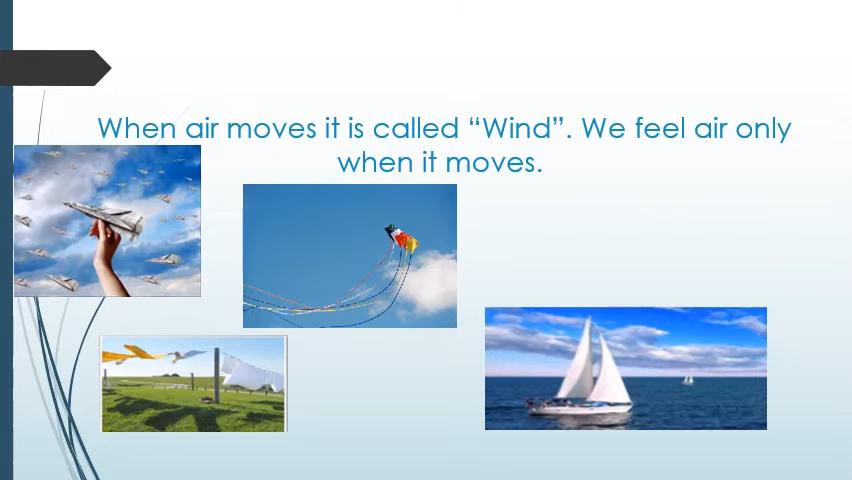 When air moves it is called “Wind”. We feel air only
when it moves.